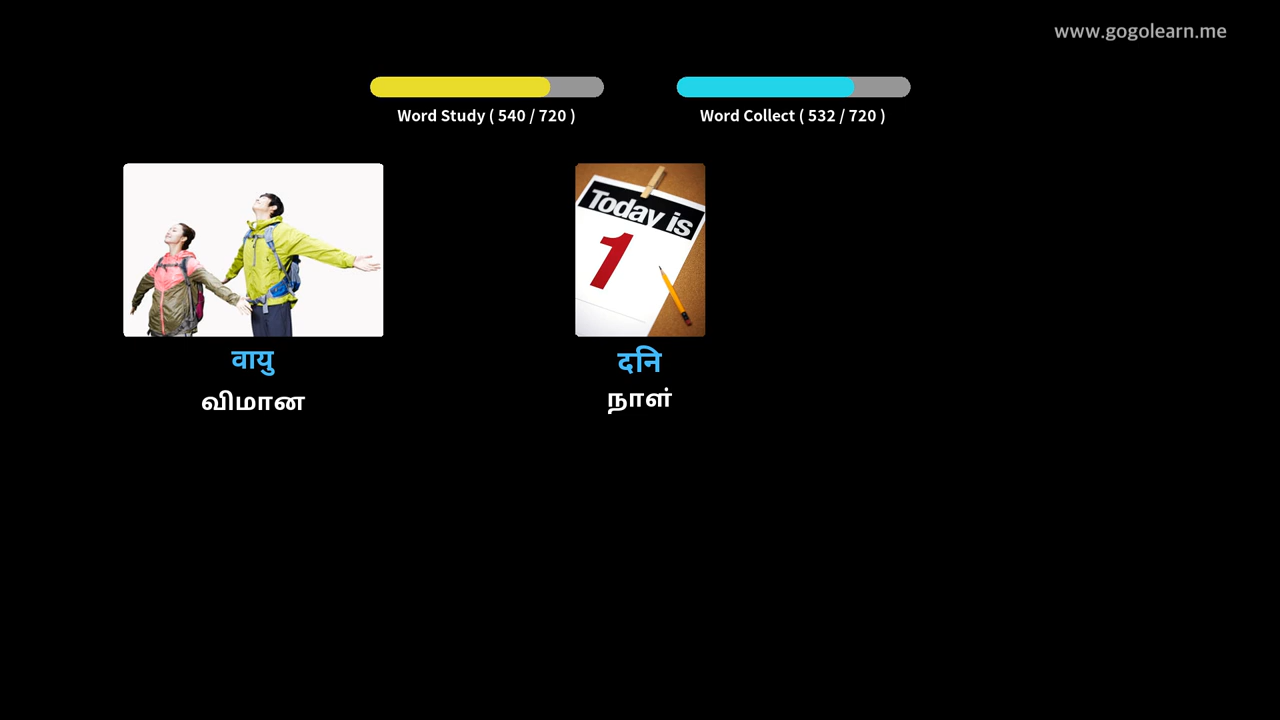 www.gogolearn.me
Word Study ( 540 / 720 )
Word Collect ( 532 / 720 )
Today is
1
वायु
விமான
दनि
நாள்